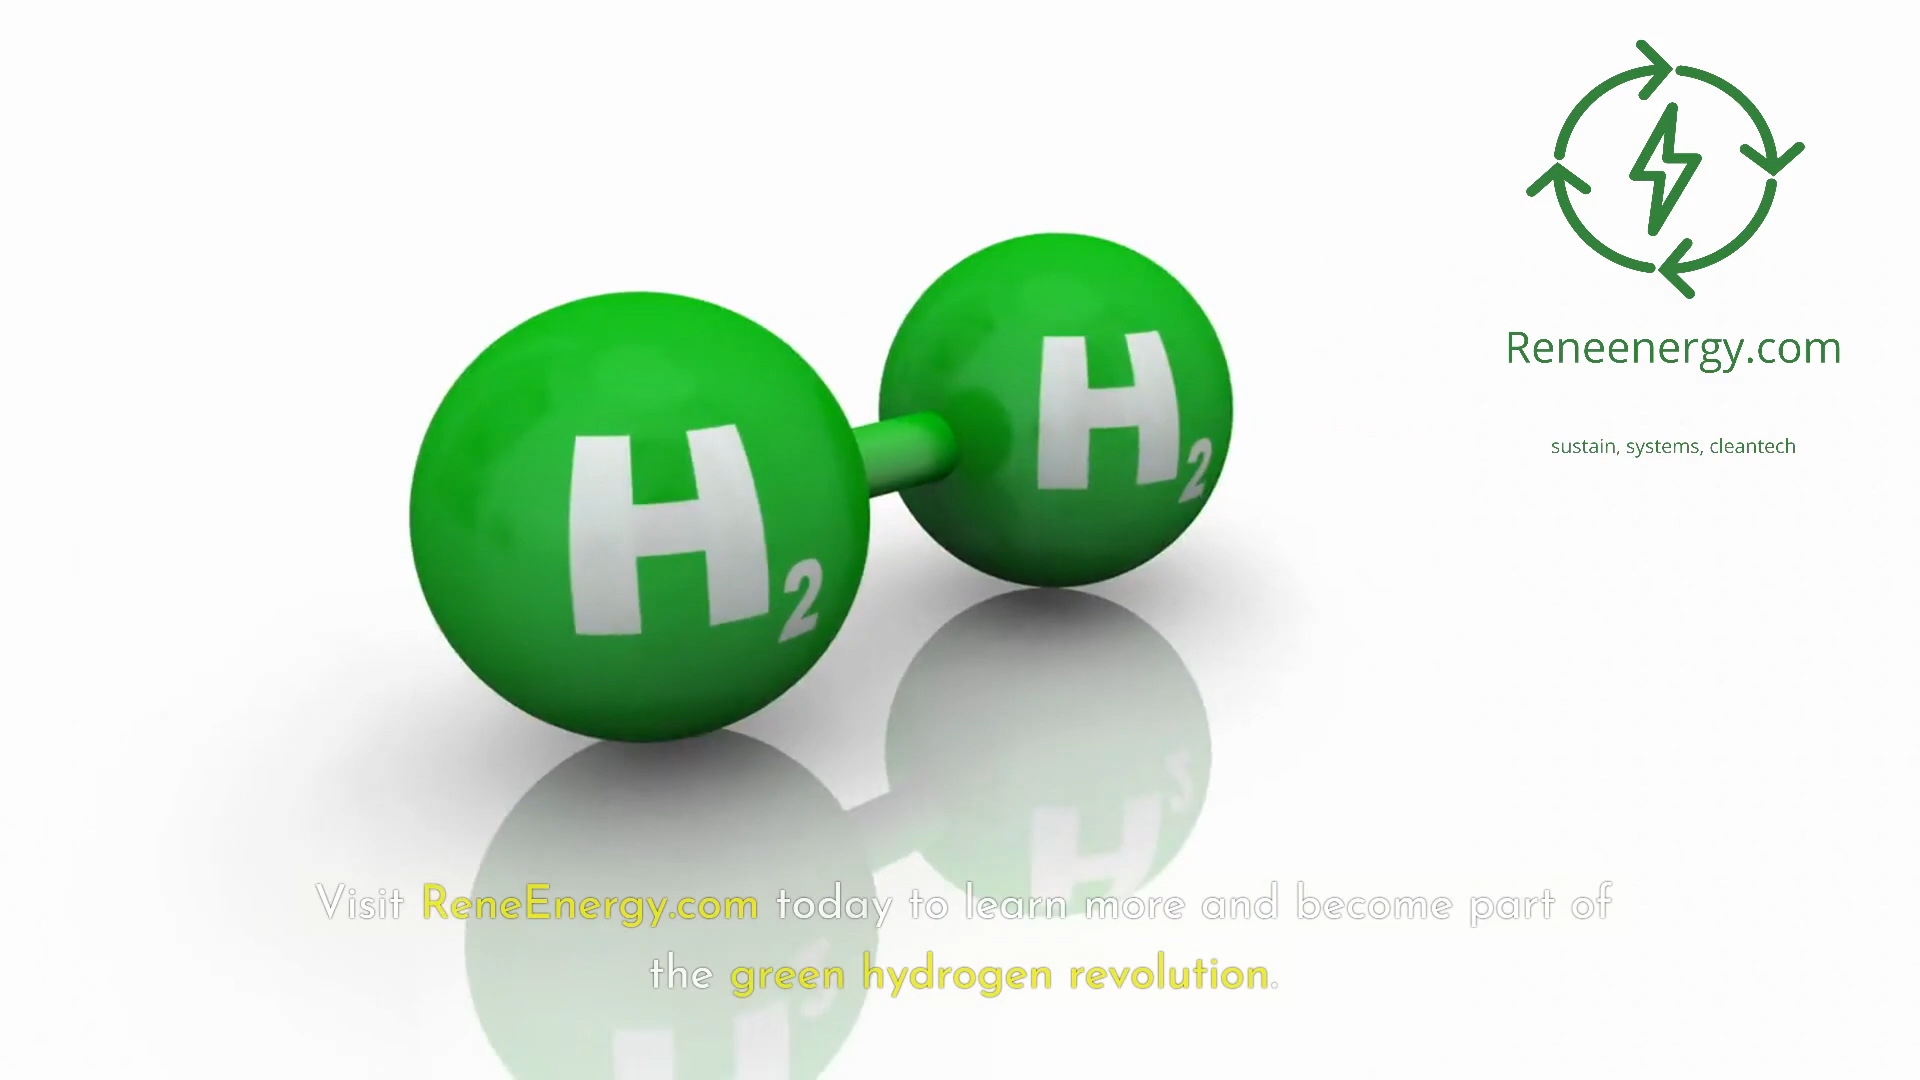 H2
H2
Reneenergy.com
sustain, systems, cleantech
Visit ReneEnergy.com today to learn more and become part of
the green hydrogen revolution.